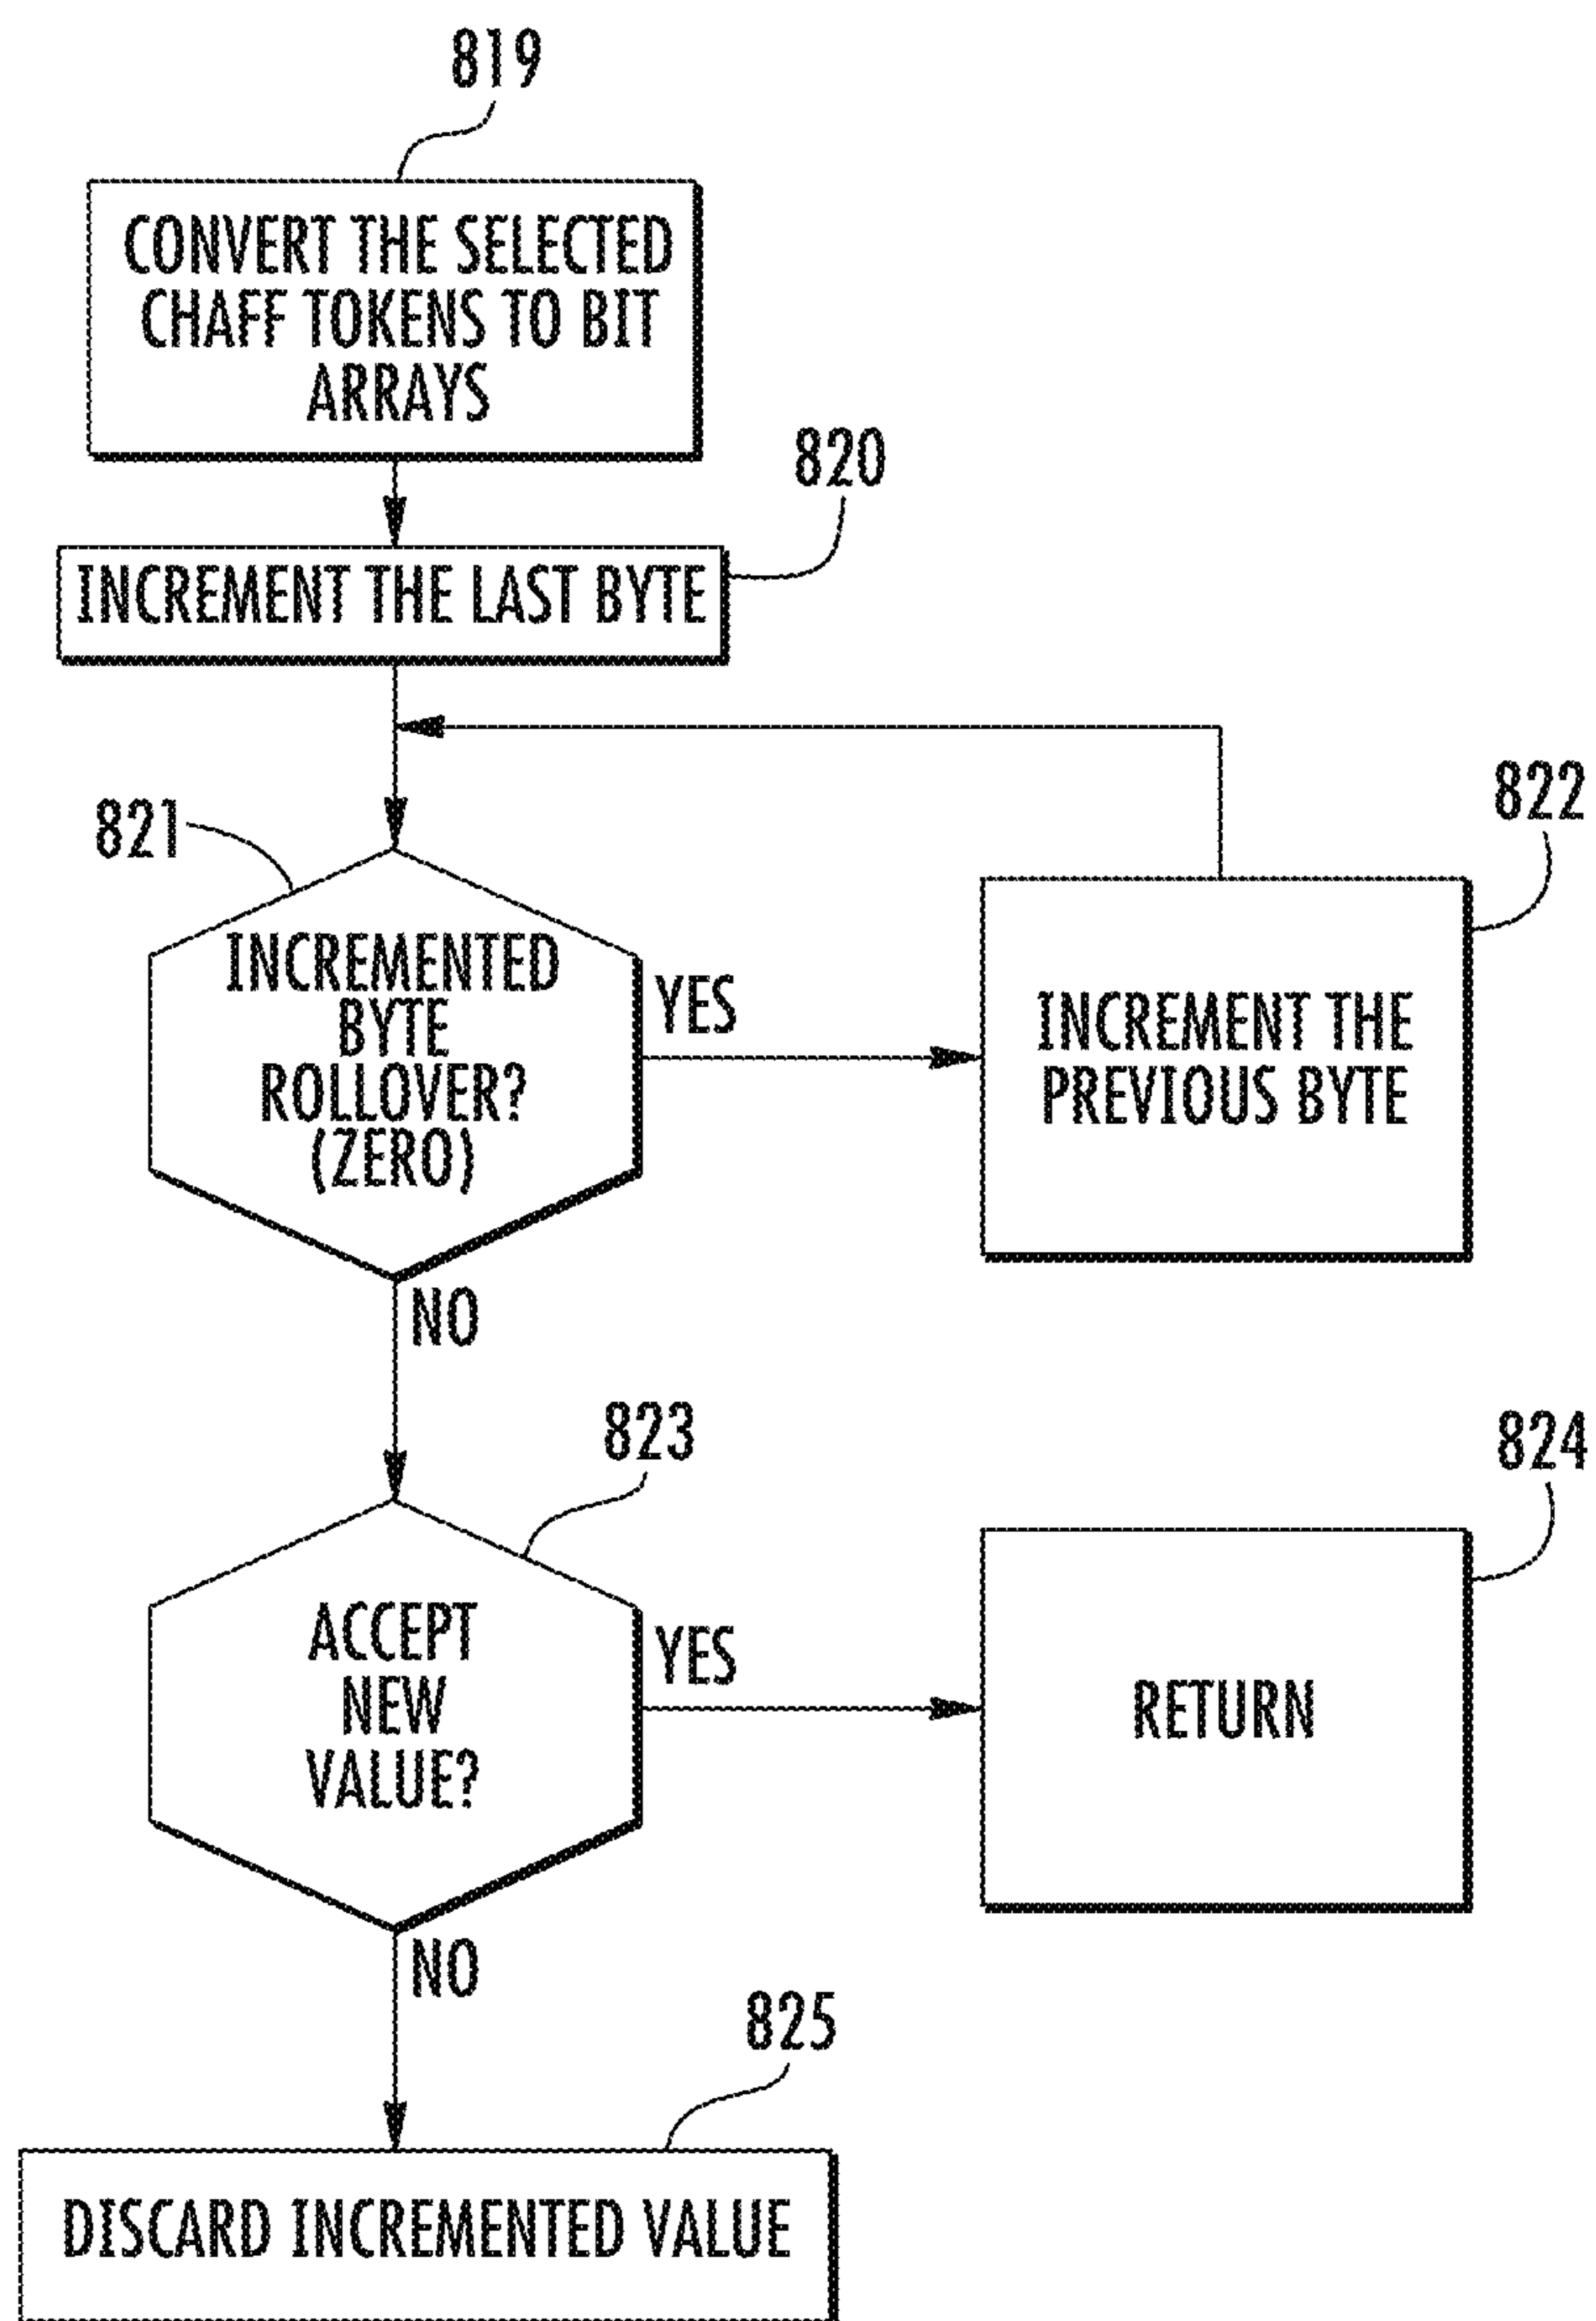 819
CONVERT THE SELECTED
CHAFF TOKENS TO BIT
ARRAYS
820
INCREMENT THE LAST BYTE
821
INCREMENTED
BYTE
ROLLOVER?
(ZERO)
YES
822
INCREMENT THE
PREVIOUS BYTE
NO
823
ACCEPT
NEW
VALUE?
YES
824
RETURN
NO
825
DISCARD INCREMENTED VALUE